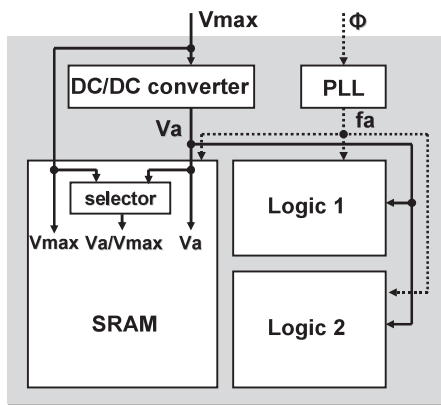 Vmax Φ
DC/DC converter PLL
Va fa
selector Logic 1
Vmax Va/Vmax Va
SRAM Logic 2